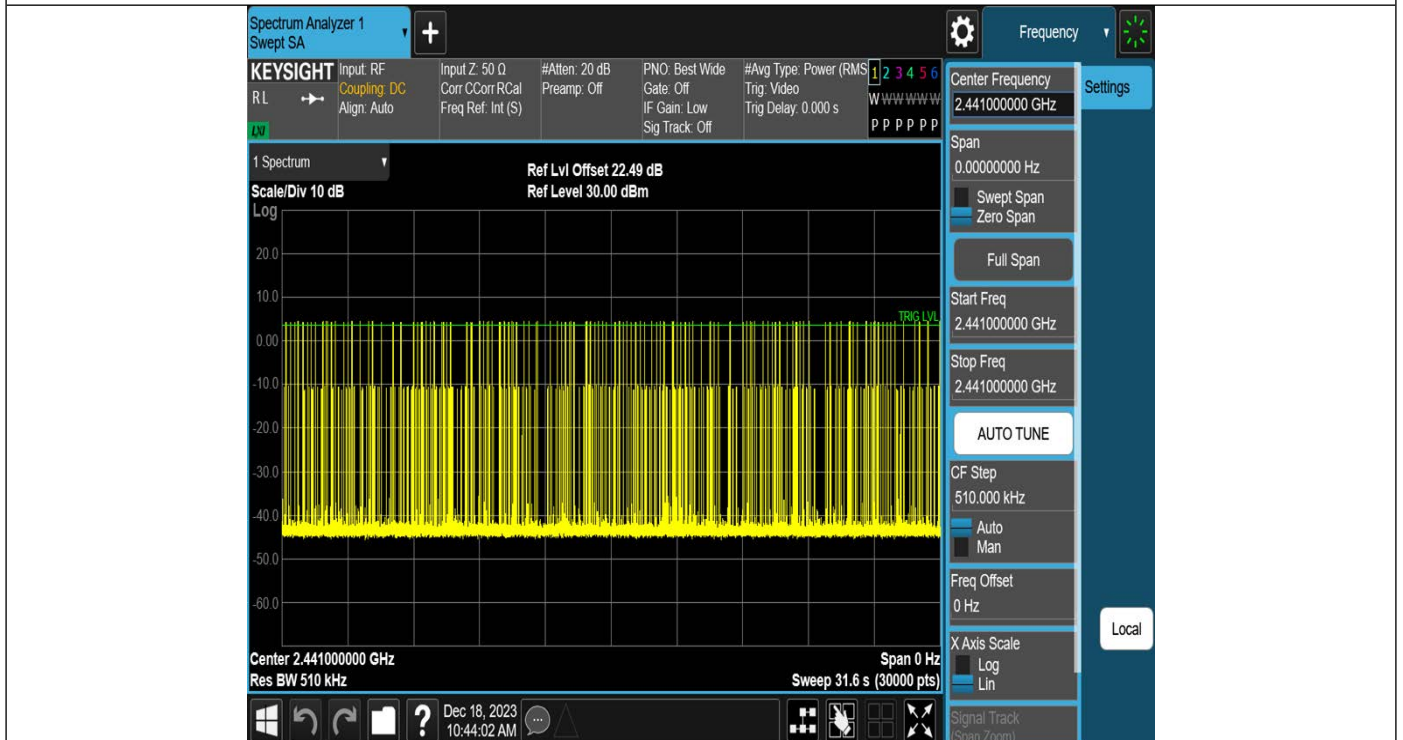 Spectrum Analyzer 1
Swept SA
+
Frequency
KEYSIGHT
R L
LXI
Input: RF
Coupling: DC
Align: Auto
Input Z: 50 Ω
Corr CCorr RCal
Freq Ref: Int (S)
#Atten: 20 dB
Preamp: Off
PNO: Best Wide
Gate: Off
IF Gain: Low
Sig Track: Off
#Avg Type: Power (RMS
Trig: Video
Trig Delay: 0.000 s
1 2 3 4 5 6
W W W W W W
P P P P P P
1 Spectrum
Scale/Div 10 dB
Log
Ref Lvl Offset 22.49 dB
Ref Level 30.00 dBm
20.0
10.0
TRIG LVL
0.00
-10.0
-20.0
-30.0
-40.0
-50.0
-60.0
Center 2.441000000 GHz
Res BW 510 kHz
Span 0 Hz
Sweep 31.6 s (30000 pts)
Center Frequency
2.441000000 GHz
Settings
Span
0.00000000 Hz
Swept Span
Zero Span
Full Span
Start Freq
2.441000000 GHz
Stop Freq
2.441000000 GHz
AUTO TUNE
CF Step
510.000 kHz
Auto
Man
Freq Offset
0 Hz
X Axis Scale
Log
Lin
Local
Signal Track
(Span Zoom)
?
Dec 18, 2023
10:44:02 AM